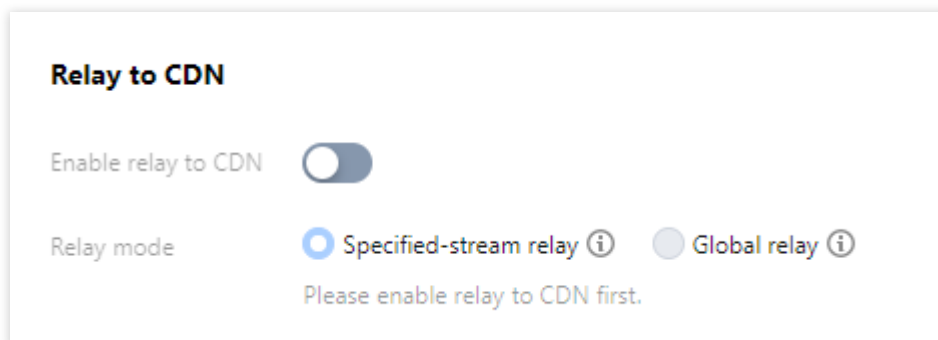 Relay to CDN
Enable relay to CDN
Relay mode Specified-stream relay Global relay
Please enable relay to CDN first.